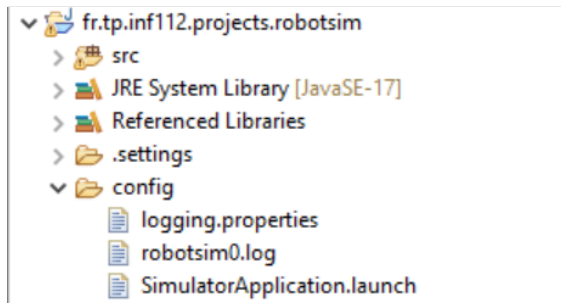 fr.tp.inf112.projects.robotsim
src
JRE System Library [JavaSE-17]
Referenced Libraries
.settings
config
logging.properties
robotsim0.log
SimulatorApplication.launch